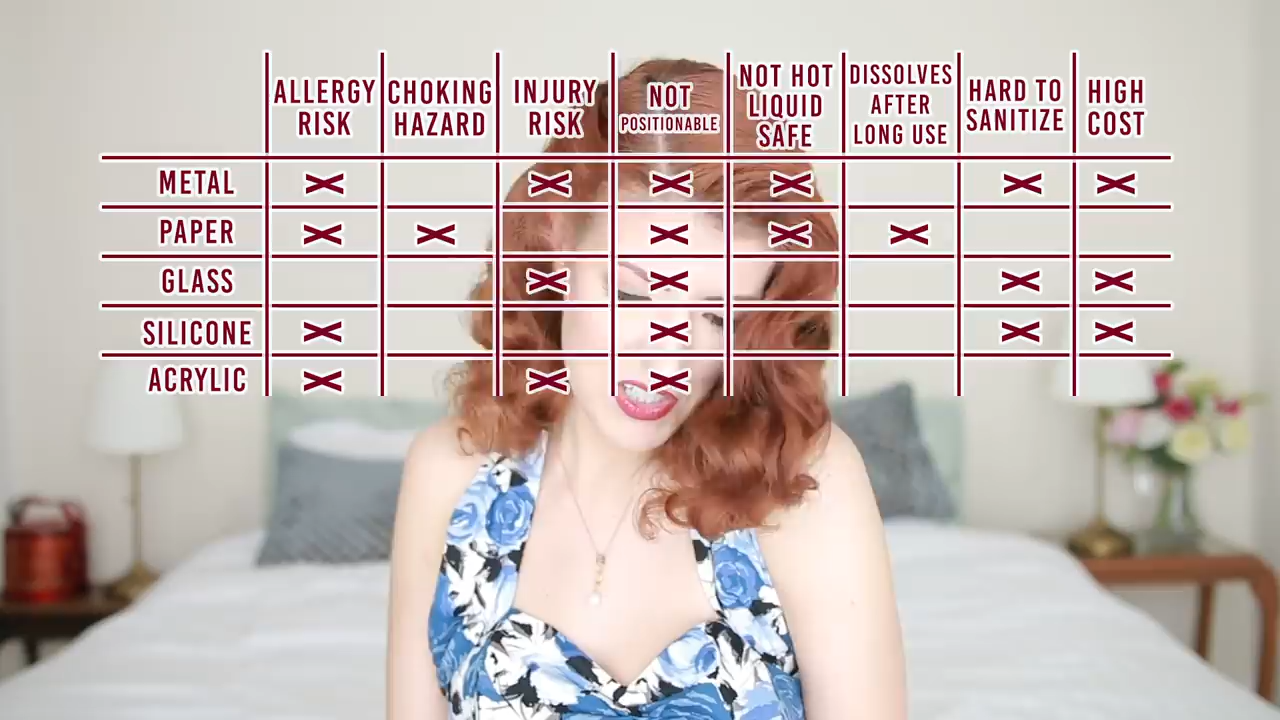 ALLERGY RISK CHOKING HAZARD INJURY RISK NOT POSITIONABLE NOT HOT LIQUID SAFE DISSOLVES AFTER LONG USE HARD TO SANITIZE HIGH COST
METAL X X X X X X
PAPER X X X X X
GLASS X X X X
SILICONE X X X X
ACRYLIC X X X